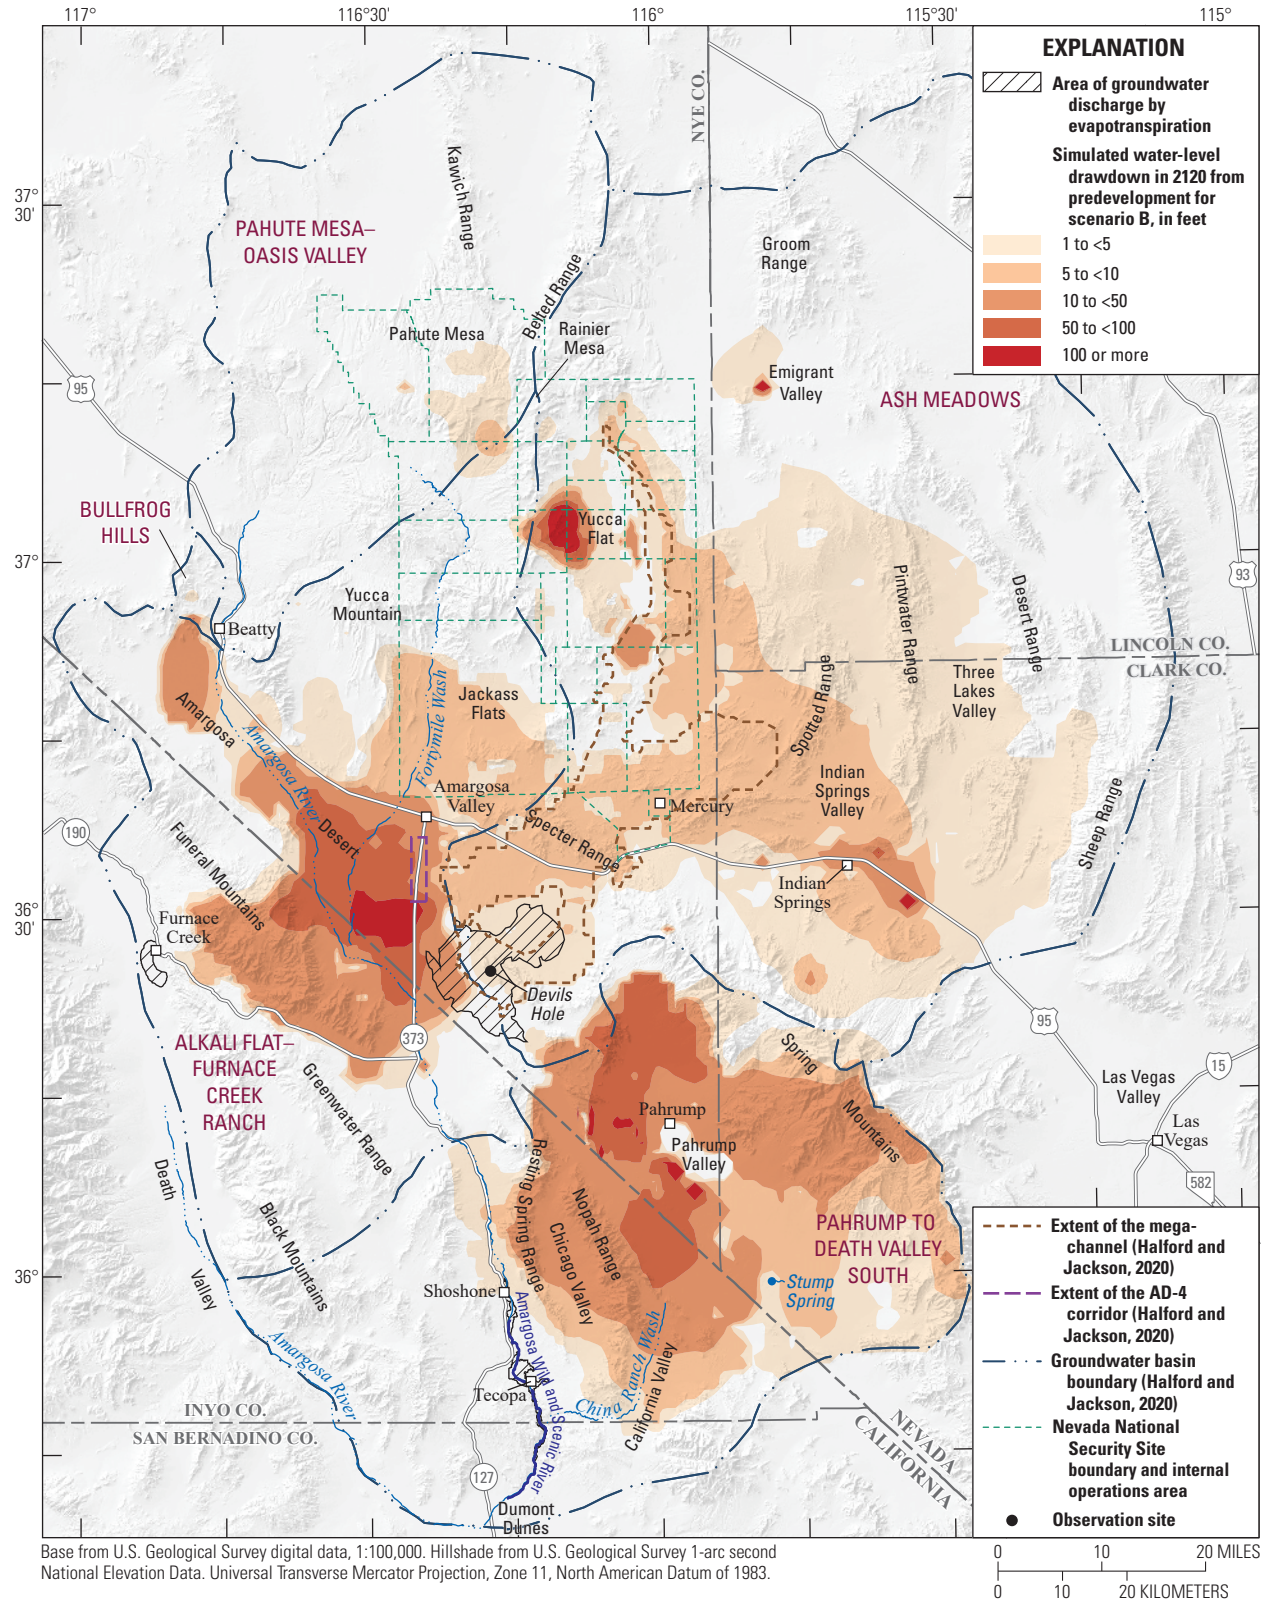 117°
116°30'
116°
115°30'
115°
EXPLANATION
Area of groundwater
discharge by
evapotranspiration
Simulated water-level
drawdown in 2120 from
predevelopment for
scenario B, in feet
1 to <5
5 to <10
10 to <50
50 to <100
100 or more
NYE CO.
Kawich Range
37°
30'
PAHUTE MESA–
OASIS VALLEY
Groom
Range
Belted Range
Pahute Mesa
Rainier
Mesa
Emigrant
Valley
95
ASH MEADOWS
BULLFROG
HILLS
Yucca
Flat
37°
93
Pintwater Range
Desert Range
Yucca
Mountain
Beatty
LINCOLN CO.
CLARK CO.
Three
Lakes
Valley
Spotted Range
Jackass
Flats
Fortymile Wash
Amargosa
Desert
Amargosa River
Indian
Springs
Valley
Amargosa
Valley
Mercury
Specter Range
Sheep Range
190
Funeral Mountains
Indian
Springs
Furnace
Creek
36°
30'
Devils
Hole
95
373
ALKALI FLAT–
FURNACE
CREEK
RANCH
Greenwater Range
Spring
Mountains
15
Las Vegas
Valley
Las
Vegas
582
Pahrump
Pahrump
Valley
Resting Spring Range
Nopah Range
Chicago Valley
Death
Valley
Black Mountains
PAHRUMP TO
DEATH VALLEY
SOUTH
36°
Stump
Spring
Shoshone
Amargosa Wild and Scenic River
Amargosa River
China Ranch Wash
California Valley
Tecopa
INYO CO.
SAN BERNADINO CO.
NEVADA
CALIFORNIA
127
Dumont
Dunes
Extent of the mega-
channel (Halford and
Jackson, 2020)
Extent of the AD-4
corridor (Halford and
Jackson, 2020)
Groundwater basin
boundary (Halford and
Jackson, 2020)
Nevada National
Security Site
boundary and internal
operations area
Observation site
Base from U.S. Geological Survey digital data, 1:100,000. Hillshade from U.S. Geological Survey 1-arc second
National Elevation Data. Universal Transverse Mercator Projection, Zone 11, North American Datum of 1983.
0 10 20 MILES
0 10 20 KILOMETERS